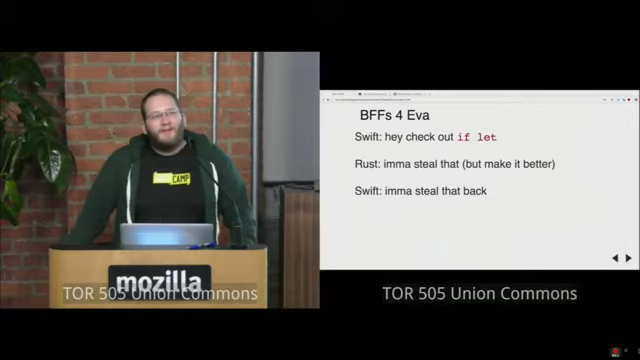 CAMP
mozilla
TOR 505 Union Commons
BFFs 4 Eva
Swift: hey check out if let
Rust: imma steal that (but make it better)
Swift: imma steal that back
TOR 505 Union Commons